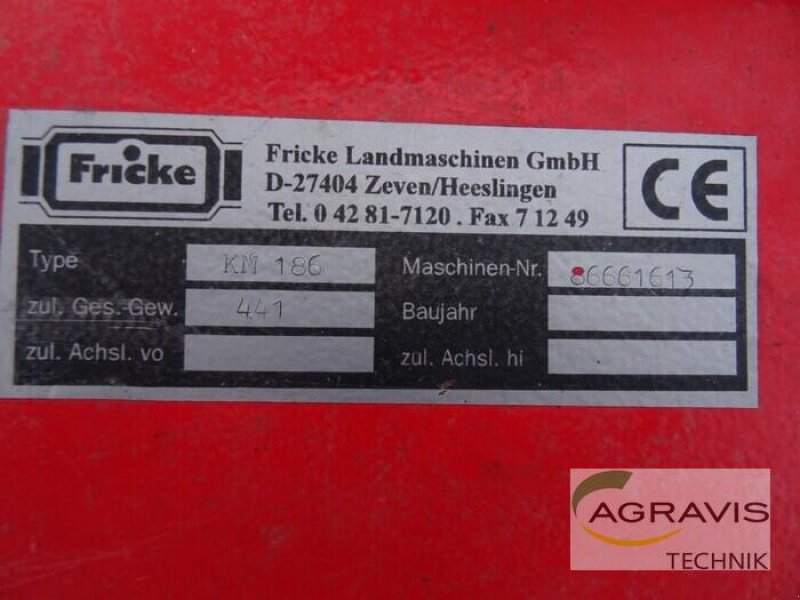 Fricke
Fricke Landmaschinen GmbH
D-27404 Zeven/Heeslingen
Tel. 0 42 81-7120 . Fax 7 12 49
CE
Type KM 186 Maschinen-Nr. 86661613
zul. Ges.-Gew. 441 Baujahr
zul. Achsl. vo zul. Achsl. hi
AGRAVIS
TECHNIK